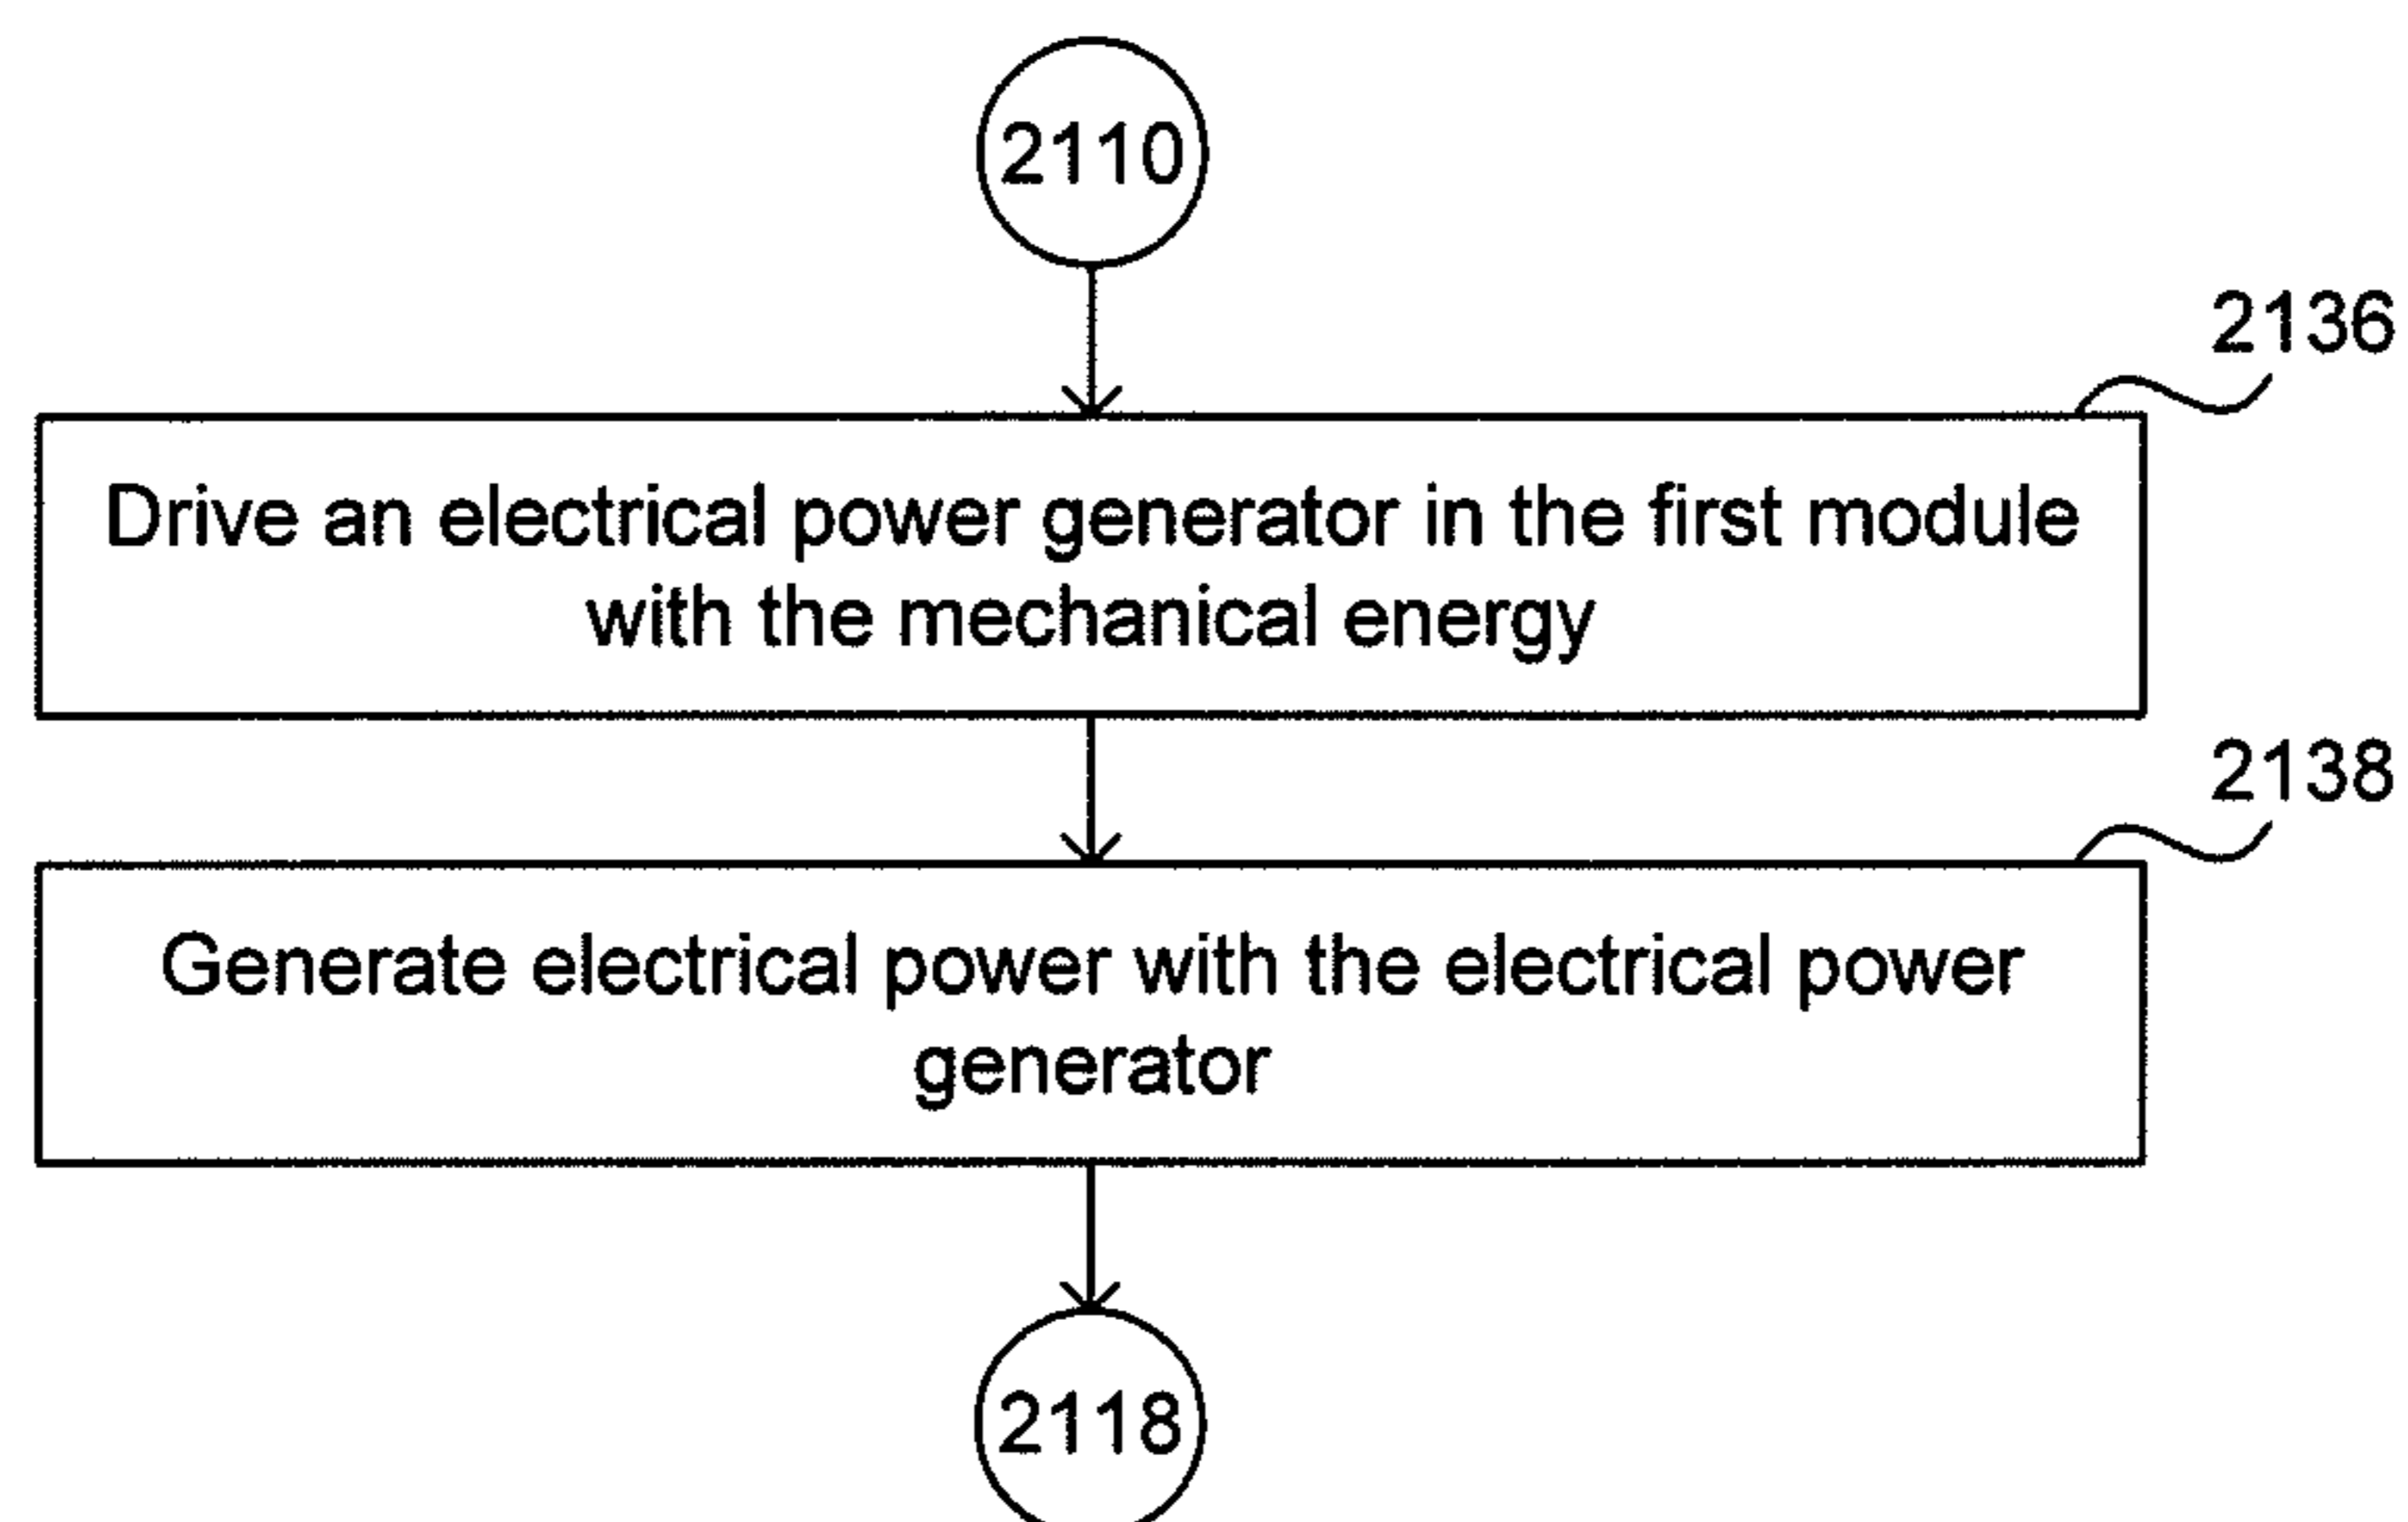 2110
2136
Drive an electrical power generator in the first module
with the mechanical energy
2138
Generate electrical power with the electrical power
generator
2118